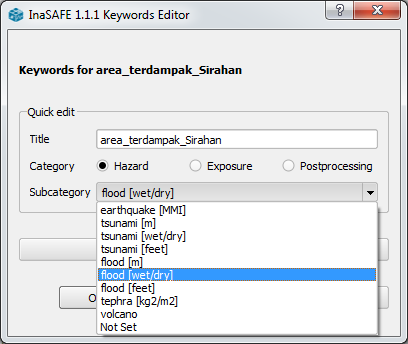 InaSAFE 1.1.1 Keywords Editor
Keywords for area_terdampak_Sirahan
Quick edit
Title area_terdampak_Sirahan
Category Hazard Exposure Postprocessing
Subcategory flood [wet/dry]
earthquake [MMI]
tsunami [m]
tsunami [wet/dry]
tsunami [feet]
flood [m]
flood [wet/dry]
flood [feet]
tephra [kg2/m2]
volcano
Not Set